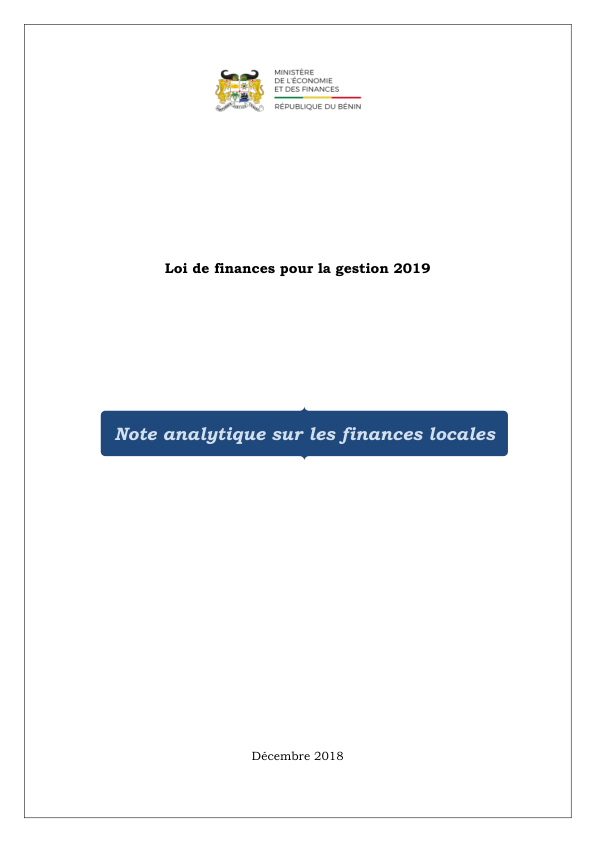 MINISTÈRE
DE L'ÉCONOMIE
ET DES FINANCES
RÉPUBLIQUE DU BÉNIN
Loi de finances pour la gestion 2019
Note analytique sur les finances locales
Décembre 2018